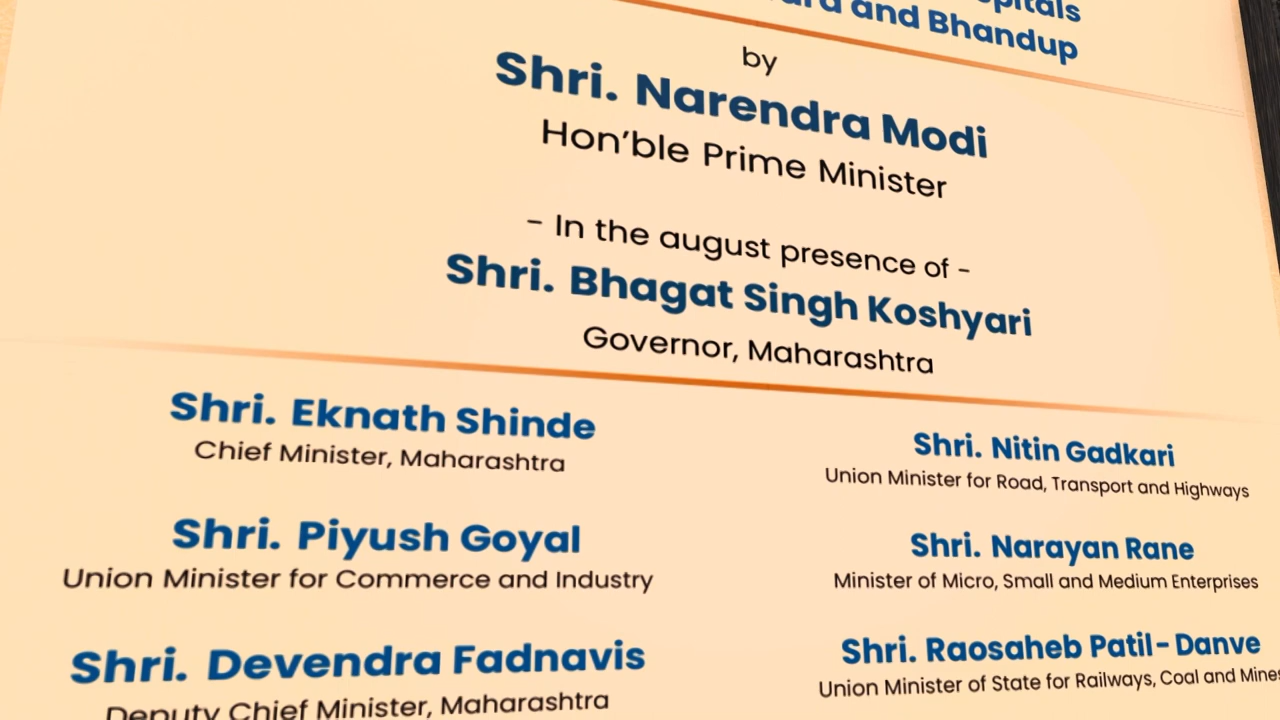 and Bhandup
by
Shri. Narendra Modi
Hon'ble Prime Minister
- In the august presence of -
Shri. Bhagat Singh Koshyari
Governor, Maharashtra
Shri. Eknath Shinde
Chief Minister, Maharashtra
Shri. Nitin Gadkari
Union Minister for Road, Transport and Highways
Shri. Piyush Goyal
Union Minister for Commerce and Industry
Shri. Narayan Rane
Minister of Micro, Small and Medium Enterprises
Shri. Devendra Fadnavis
Deputy Chief Minister, Maharashtra
Shri. Raosaheb Patil-Danve
Union Minister of State for Railways, Coal and Mines